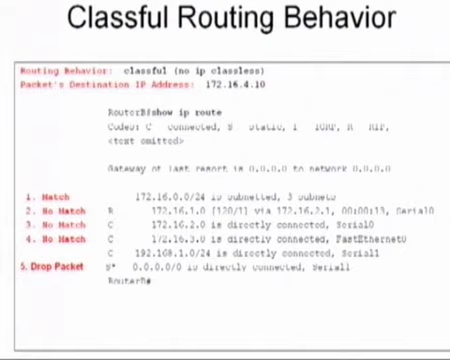 Classful Routing Behavior
Routing Behavior: classful (no ip classless)
Packet's Destination IP Address: 172.16.4.10
RouterB#show ip route
Codes: C connected, S static, I IGRP, R RIP,
<text omitted>
Gateway of last resort is 0.0.0.0 to network 0.0.0.0
1. Match 172.16.0.0/24 is subnetted, 3 subnets
2. No Match R 172.16.1.0 [120/1] via 172.16.2.1, 00:00:13, Serial0
3. No Match C 172.16.2.0 is directly connected, Serial0
4. No Match C 172.16.3.0 is directly connected, FastEthernet0
C 192.168.1.0/24 is directly connected, Serial1
5. Drop Packet S* 0.0.0.0/0 is directly connected, Serial1
RouterB#